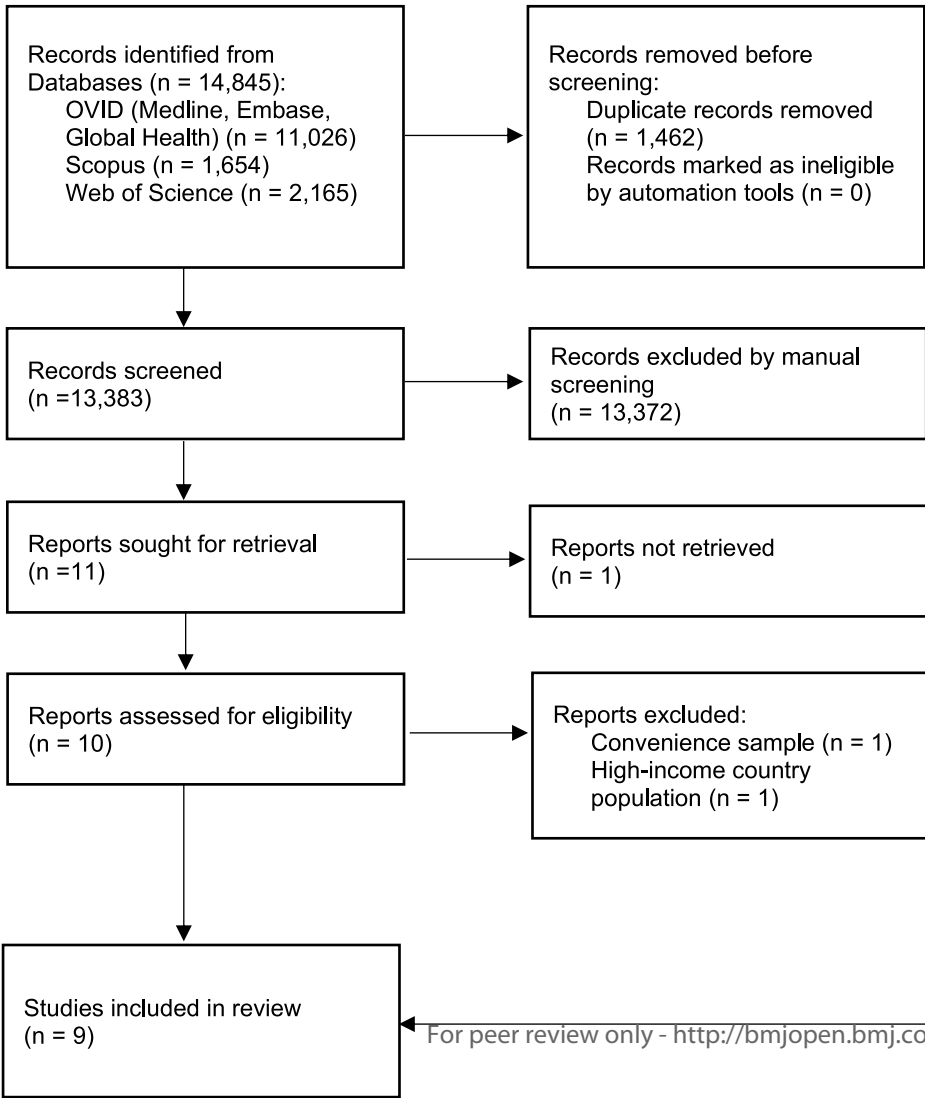 Records identified from
Databases (n = 14,845):
OVID (Medline, Embase,
Global Health) (n = 11,026)
Scopus (n = 1,654)
Web of Science (n = 2,165)
Records removed before
screening:
Duplicate records removed
(n = 1,462)
Records marked as ineligible
by automation tools (n = 0)
Records screened
(n =13,383)
Records excluded by manual
screening
(n = 13,372)
Reports sought for retrieval
(n =11)
Reports not retrieved
(n = 1)
Reports assessed for eligibility
(n = 10)
Reports excluded:
Convenience sample (n = 1)
High-income country
population (n = 1)
Studies included in review
(n = 9)
For peer review only - http://bmjopen.bmj.co